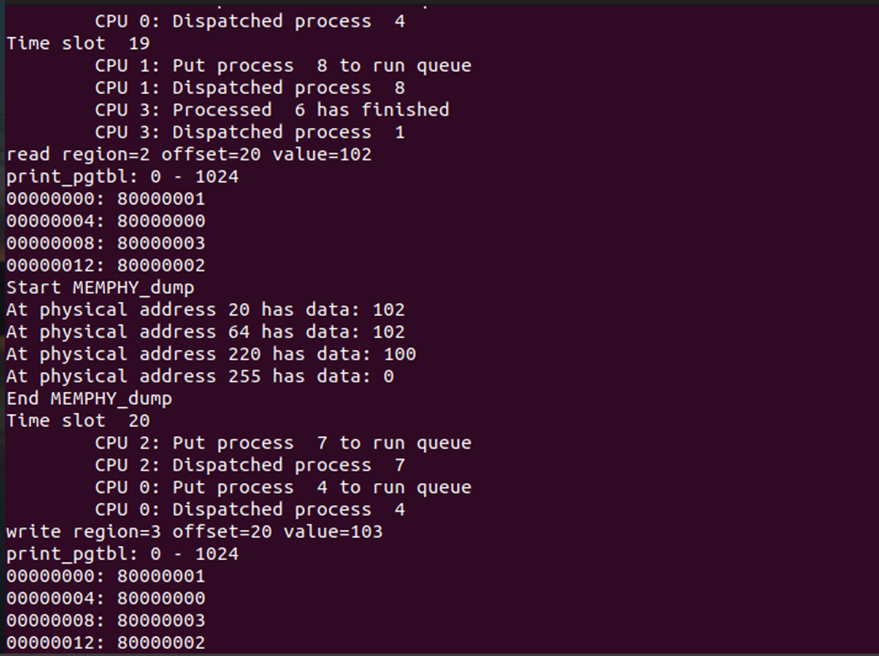 CPU 0: Dispatched process  4
Time slot  19
CPU 1: Put process  8 to run queue
CPU 1: Dispatched process  8
CPU 3: Processed  6 has finished
CPU 3: Dispatched process  1
read region=2 offset=20 value=102
print_pgtbl: 0 - 1024
00000000: 80000001
00000004: 80000000
00000008: 80000003
00000012: 80000002
Start MEMPHY_dump
At physical address 20 has data: 102
At physical address 64 has data: 102
At physical address 220 has data: 100
At physical address 255 has data: 0
End MEMPHY_dump
Time slot  20
CPU 2: Put process  7 to run queue
CPU 2: Dispatched process  7
CPU 0: Put process  4 to run queue
CPU 0: Dispatched process  4
write region=3 offset=20 value=103
print_pgtbl: 0 - 1024
00000000: 80000001
00000004: 80000000
00000008: 80000003
00000012: 80000002